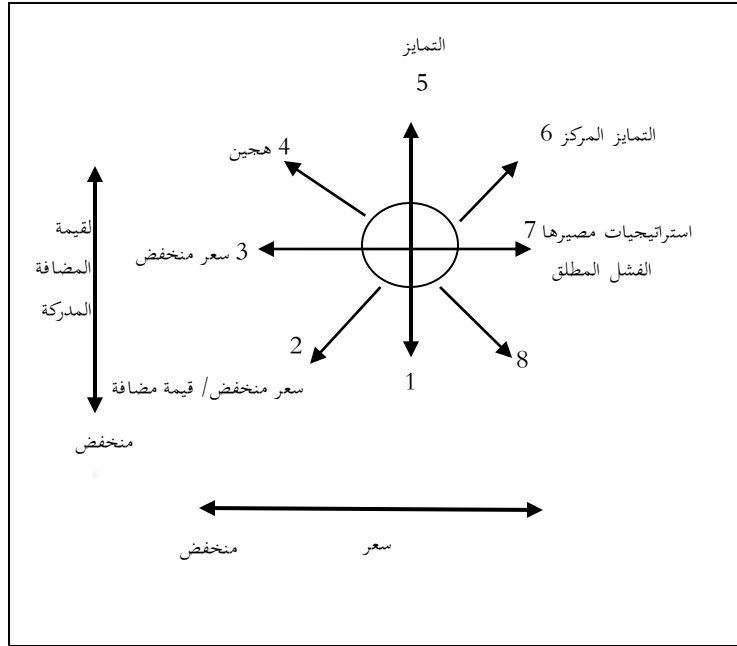 التمايز
5
6 التمايز المركز
4 هجين
لقيمة
المضافة
المدركة
7 استراتيجيات مصيرها
الفشل المطلق
3 سعر منخفض
2
1
8
سعر منخفض/ قيمة مضافة
منخفض
سعر
منخفض